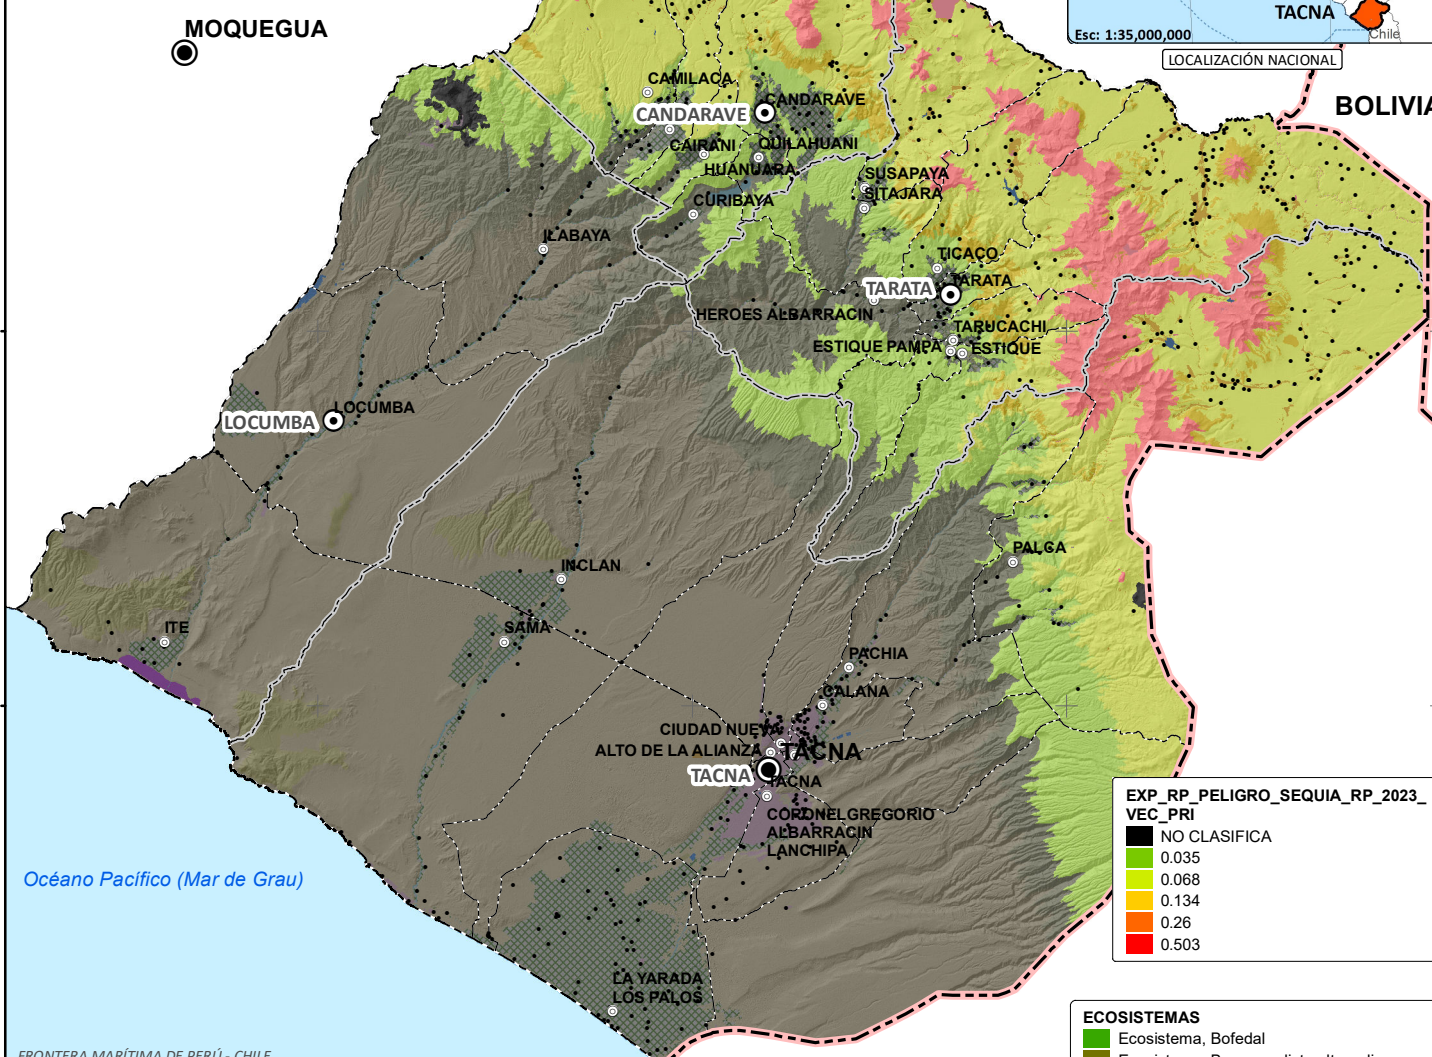 MOQUEGUA
TACNA
Chile
Esc: 1:35,000,000
LOCALIZACIÓN NACIONAL
BOLIVIA
CAMILACA
CANDARAVE
CANDARAVE
CAIRANI
QUILAHUANI
HUANUARA
SUSAPAYA
SITAJARA
CURIBAYA
ILABAYA
TICACO
TARATA
TARATA
HEROES ALBARRACIN
TARUCACHI
ESTIQUE PAMPA
ESTIQUE
LOCUMBA
LOCUMBA
PALCA
INCLAN
ITE
SAMA
PACHIA
CALANA
CIUDAD NUEVA
ALTO DE LA ALIANZA
TACNA
TACNA
TACNA
CORONEL GREGORIO
ALBARRACIN
LANCHIPA
EXP_RP_PELIGRO_SEQUIA_RP_2023_
VEC_PRI
NO CLASIFICA
0.035
0.068
0.134
0.26
0.503
Océano Pacífico (Mar de Grau)
LA YARADA
LOS PALOS
ECOSISTEMAS
Ecosistema, Bofedal
FRONTERA MARÍTIMA DE PERÚ - CHILE